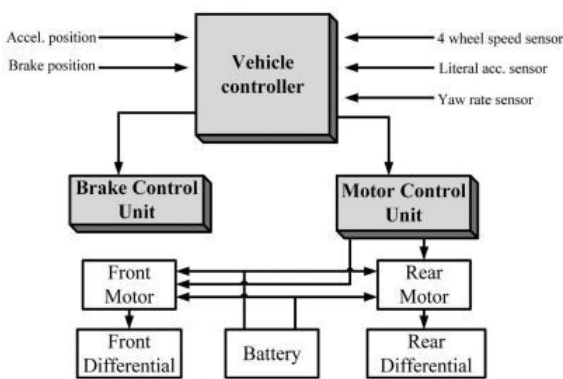 Accel. position
Brake position
Vehicle
controller
4 wheel speed sensor
Literal acc. sensor
Yaw rate sensor
Brake Control
Unit
Motor Control
Unit
Front
Motor
Rear
Motor
Front
Differential
Battery
Rear
Differential